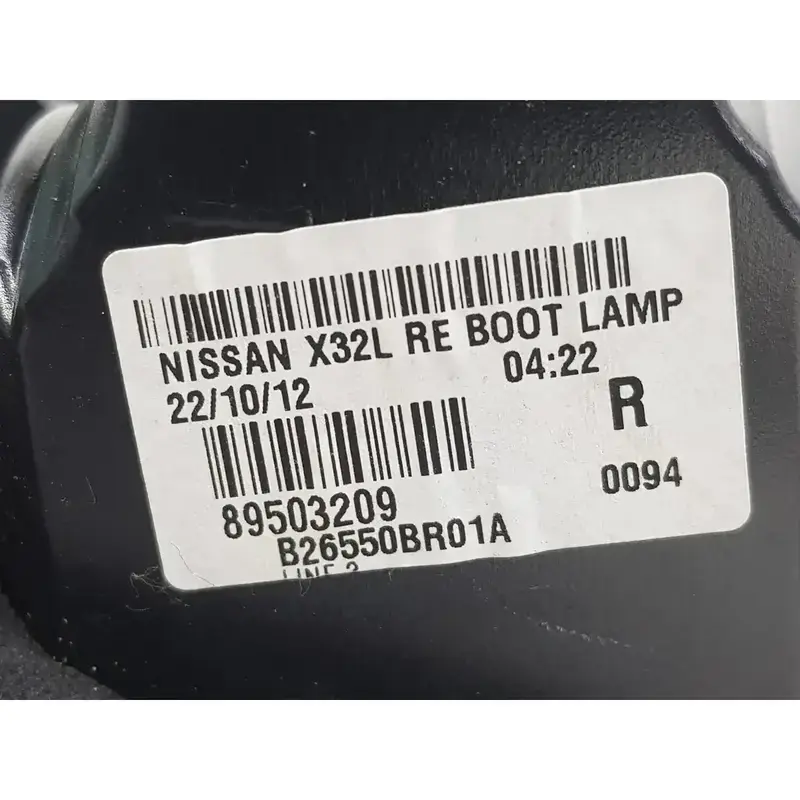 NISSAN X32L RE BOOT LAMP
22/10/12 04:22
R
89503209 0094
B26550BR01A